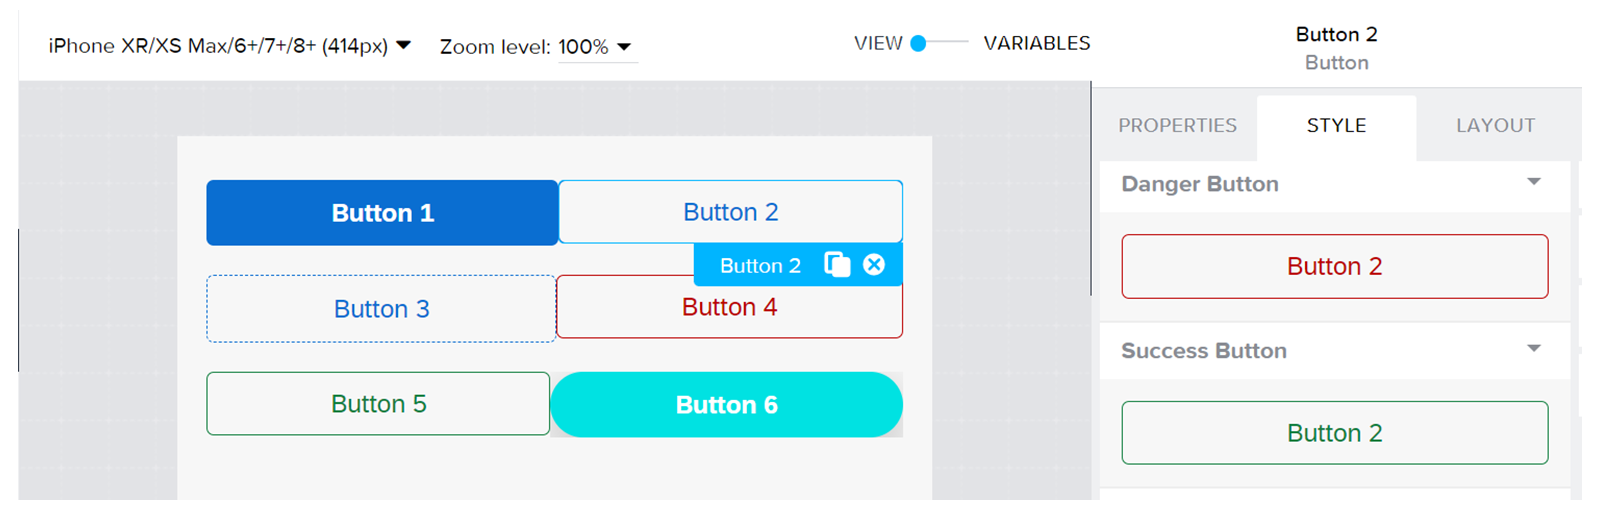 iPhone XR/XS Max/6+/7+/8+ (414px)
Zoom level: 100%
VIEW
VARIABLES
Button 2
Button
PROPERTIES
STYLE
LAYOUT
Button 1
Button 2
Button 2
Button 3
Button 4
Button 5
Button 6
Danger Button
Button 2
Success Button
Button 2